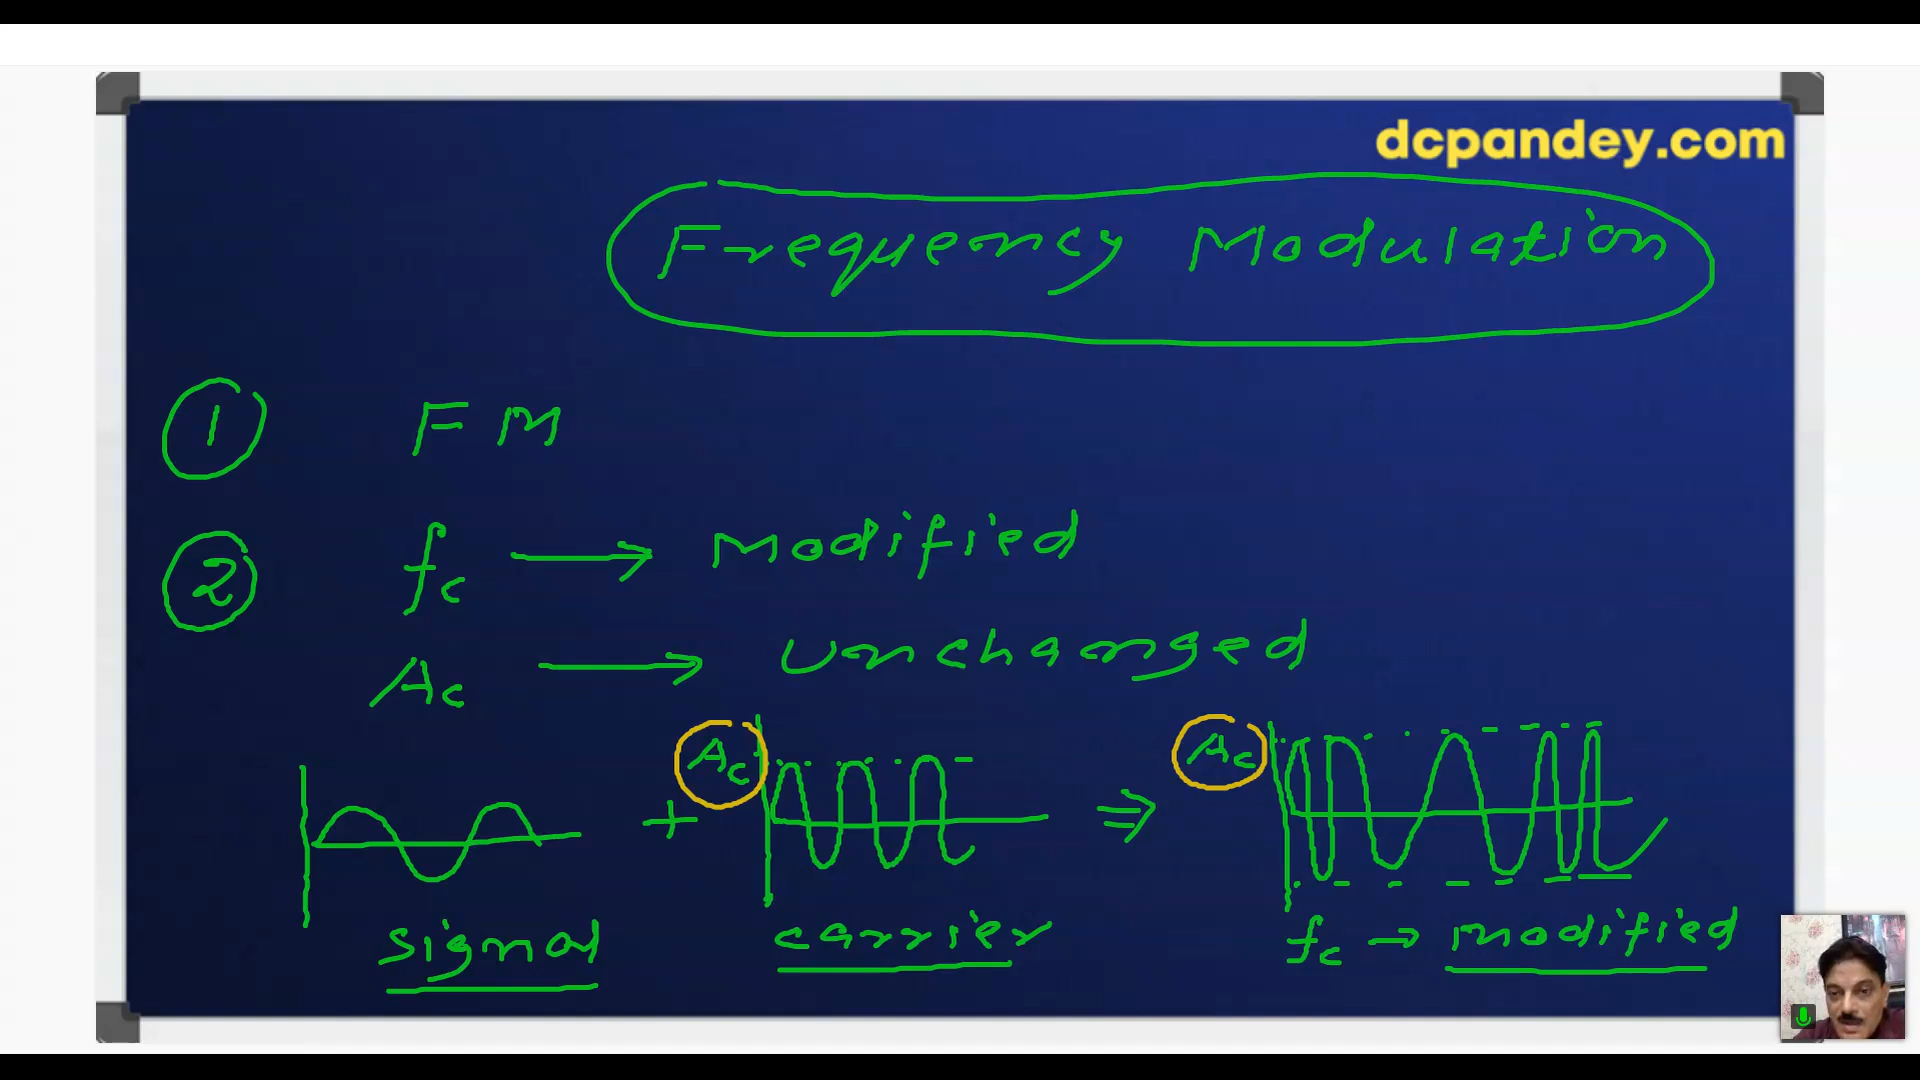 dcpandey.com
Frequency Modulation
1 FM
2 fc → Modified
Ac → unchanged
Ac
Ac
+ ⇒
signal carrier fc → modified